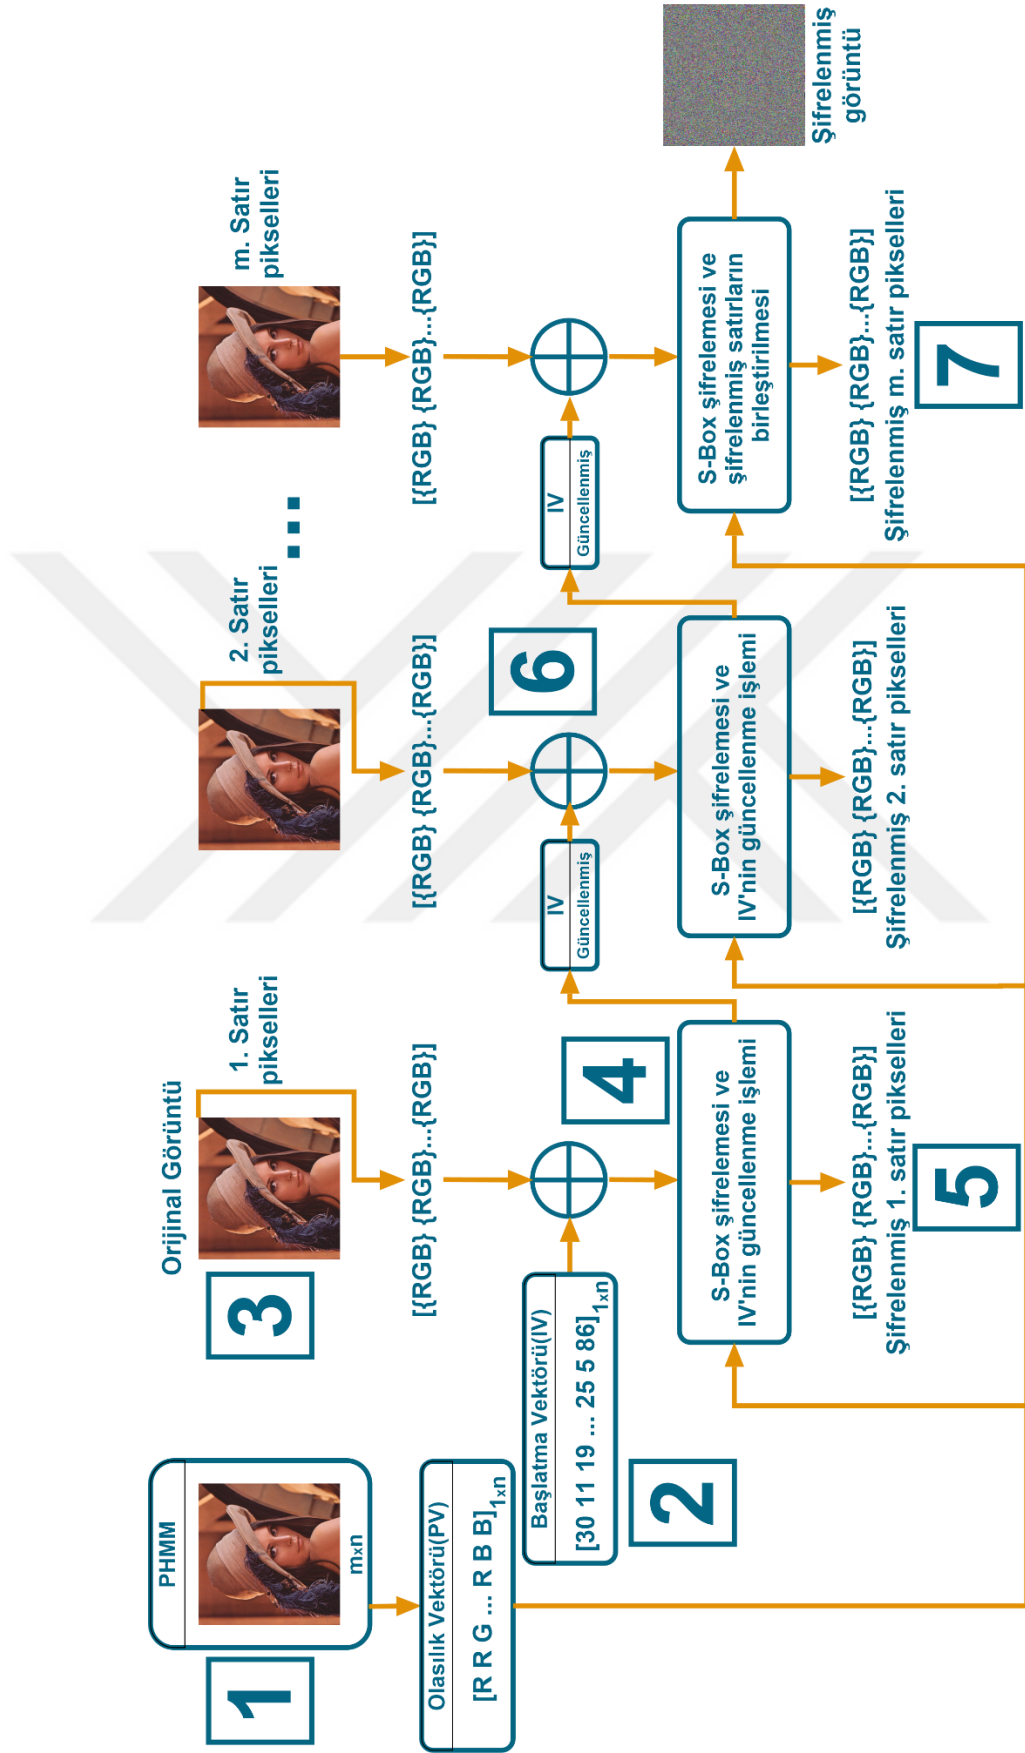 1
PHMM
mxn
Olasılık Vektörü(PV)
[R R G ... R B B]1xn
2
Başlatma Vektörü(IV)
[30 11 19 ... 25 5 86]1xn
3
Orijinal Görüntü
1. Satır
pikselleri
[{RGB} {RGB}...{RGB}]
4
S-Box şifrelemesi ve
IV'nin güncellenme işlemi
[{RGB} {RGB}...{RGB}]
Şifrelenmiş 1. satır pikselleri
5
2. Satır
pikselleri
[{RGB} {RGB}...{RGB}]
IV
Güncellenmiş
6
S-Box şifrelemesi ve
IV'nin güncellenme işlemi
[{RGB} {RGB}...{RGB}]
Şifrelenmiş 2. satır pikselleri
...
m. Satır
pikselleri
[{RGB} {RGB}...{RGB}]
IV
Güncellenmiş
S-Box şifrelemesi ve
şifrelenmiş satırların
birleştirilmesi
[{RGB} {RGB}...{RGB}]
Şifrelenmiş m. satır pikselleri
7
Şifrelenmiş
görüntü